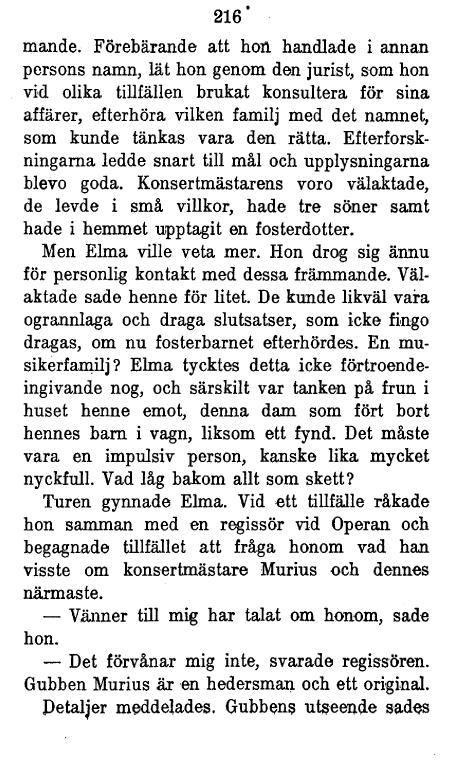 216
mande. Förebärande att hon handlade i annan
persons namn, lät hon genom den jurist, som hon
vid olika tillfällen brukat konsultera för sina
affärer, efterhöra vilken familj med det namnet,
som kunde tänkas vara den rätta. Efterforsk-
ningarna ledde snart till mål och upplysningarna
blevo goda. Konsertmästarens voro välaktade,
de levde i små villkor, hade tre söner samt
hade i hemmet upptagit en fosterdotter.
Men Elma ville veta mer. Hon drog sig ännu
för personlig kontakt med dessa främmande. Väl-
aktade sade henne för litet. De kunde likväl vara
ogrannlaga och draga slutsatser, som icke fingo
dragas, om nu fosterbarnet efterhördes. En mu-
sikerfamilj? Elma tycktes detta icke förtroende-
ingivande nog, och särskilt var tanken på frun i
huset henne emot, denna dam som fört bort
hennes barn i vagn, liksom ett fynd. Det måste
vara en impulsiv person, kanske lika mycket
nyckfull. Vad låg bakom allt som skett?
Turen gynnade Elma. Vid ett tillfälle råkade
hon samman med en regissör vid Operan och
begagnade tillfället att fråga honom vad han
visste om konsertmästare Murius och dennes
närmaste.
— Vänner till mig har talat om honom, sade
hon.
— Det förvånar mig inte, svarade regissören.
Gubben Murius är en hedersman och ett original.
Detaljer meddelades. Gubbens utseende sades